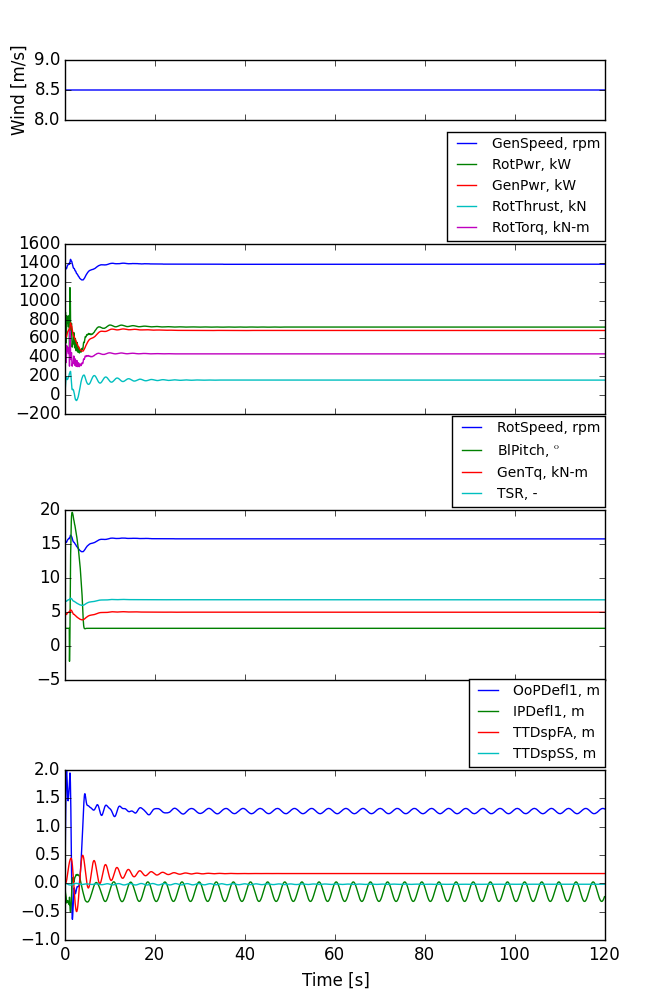 Wind [m/s]
9.0
8.5
8.0
GenSpeed, rpm
RotPwr, kW
GenPwr, kW
RotThrust, kN
RotTorq, kN-m
1600
1400
1200
1000
800
600
400
200
0
−200
RotSpeed, rpm
BlPitch, °
GenTq, kN-m
TSR, -
20
15
10
5
0
−5
OoPDefl1, m
IPDefl1, m
TTDspFA, m
TTDspSS, m
2.0
1.5
1.0
0.5
0.0
−0.5
−1.0
0 20 40 60 80 100 120
Time [s]